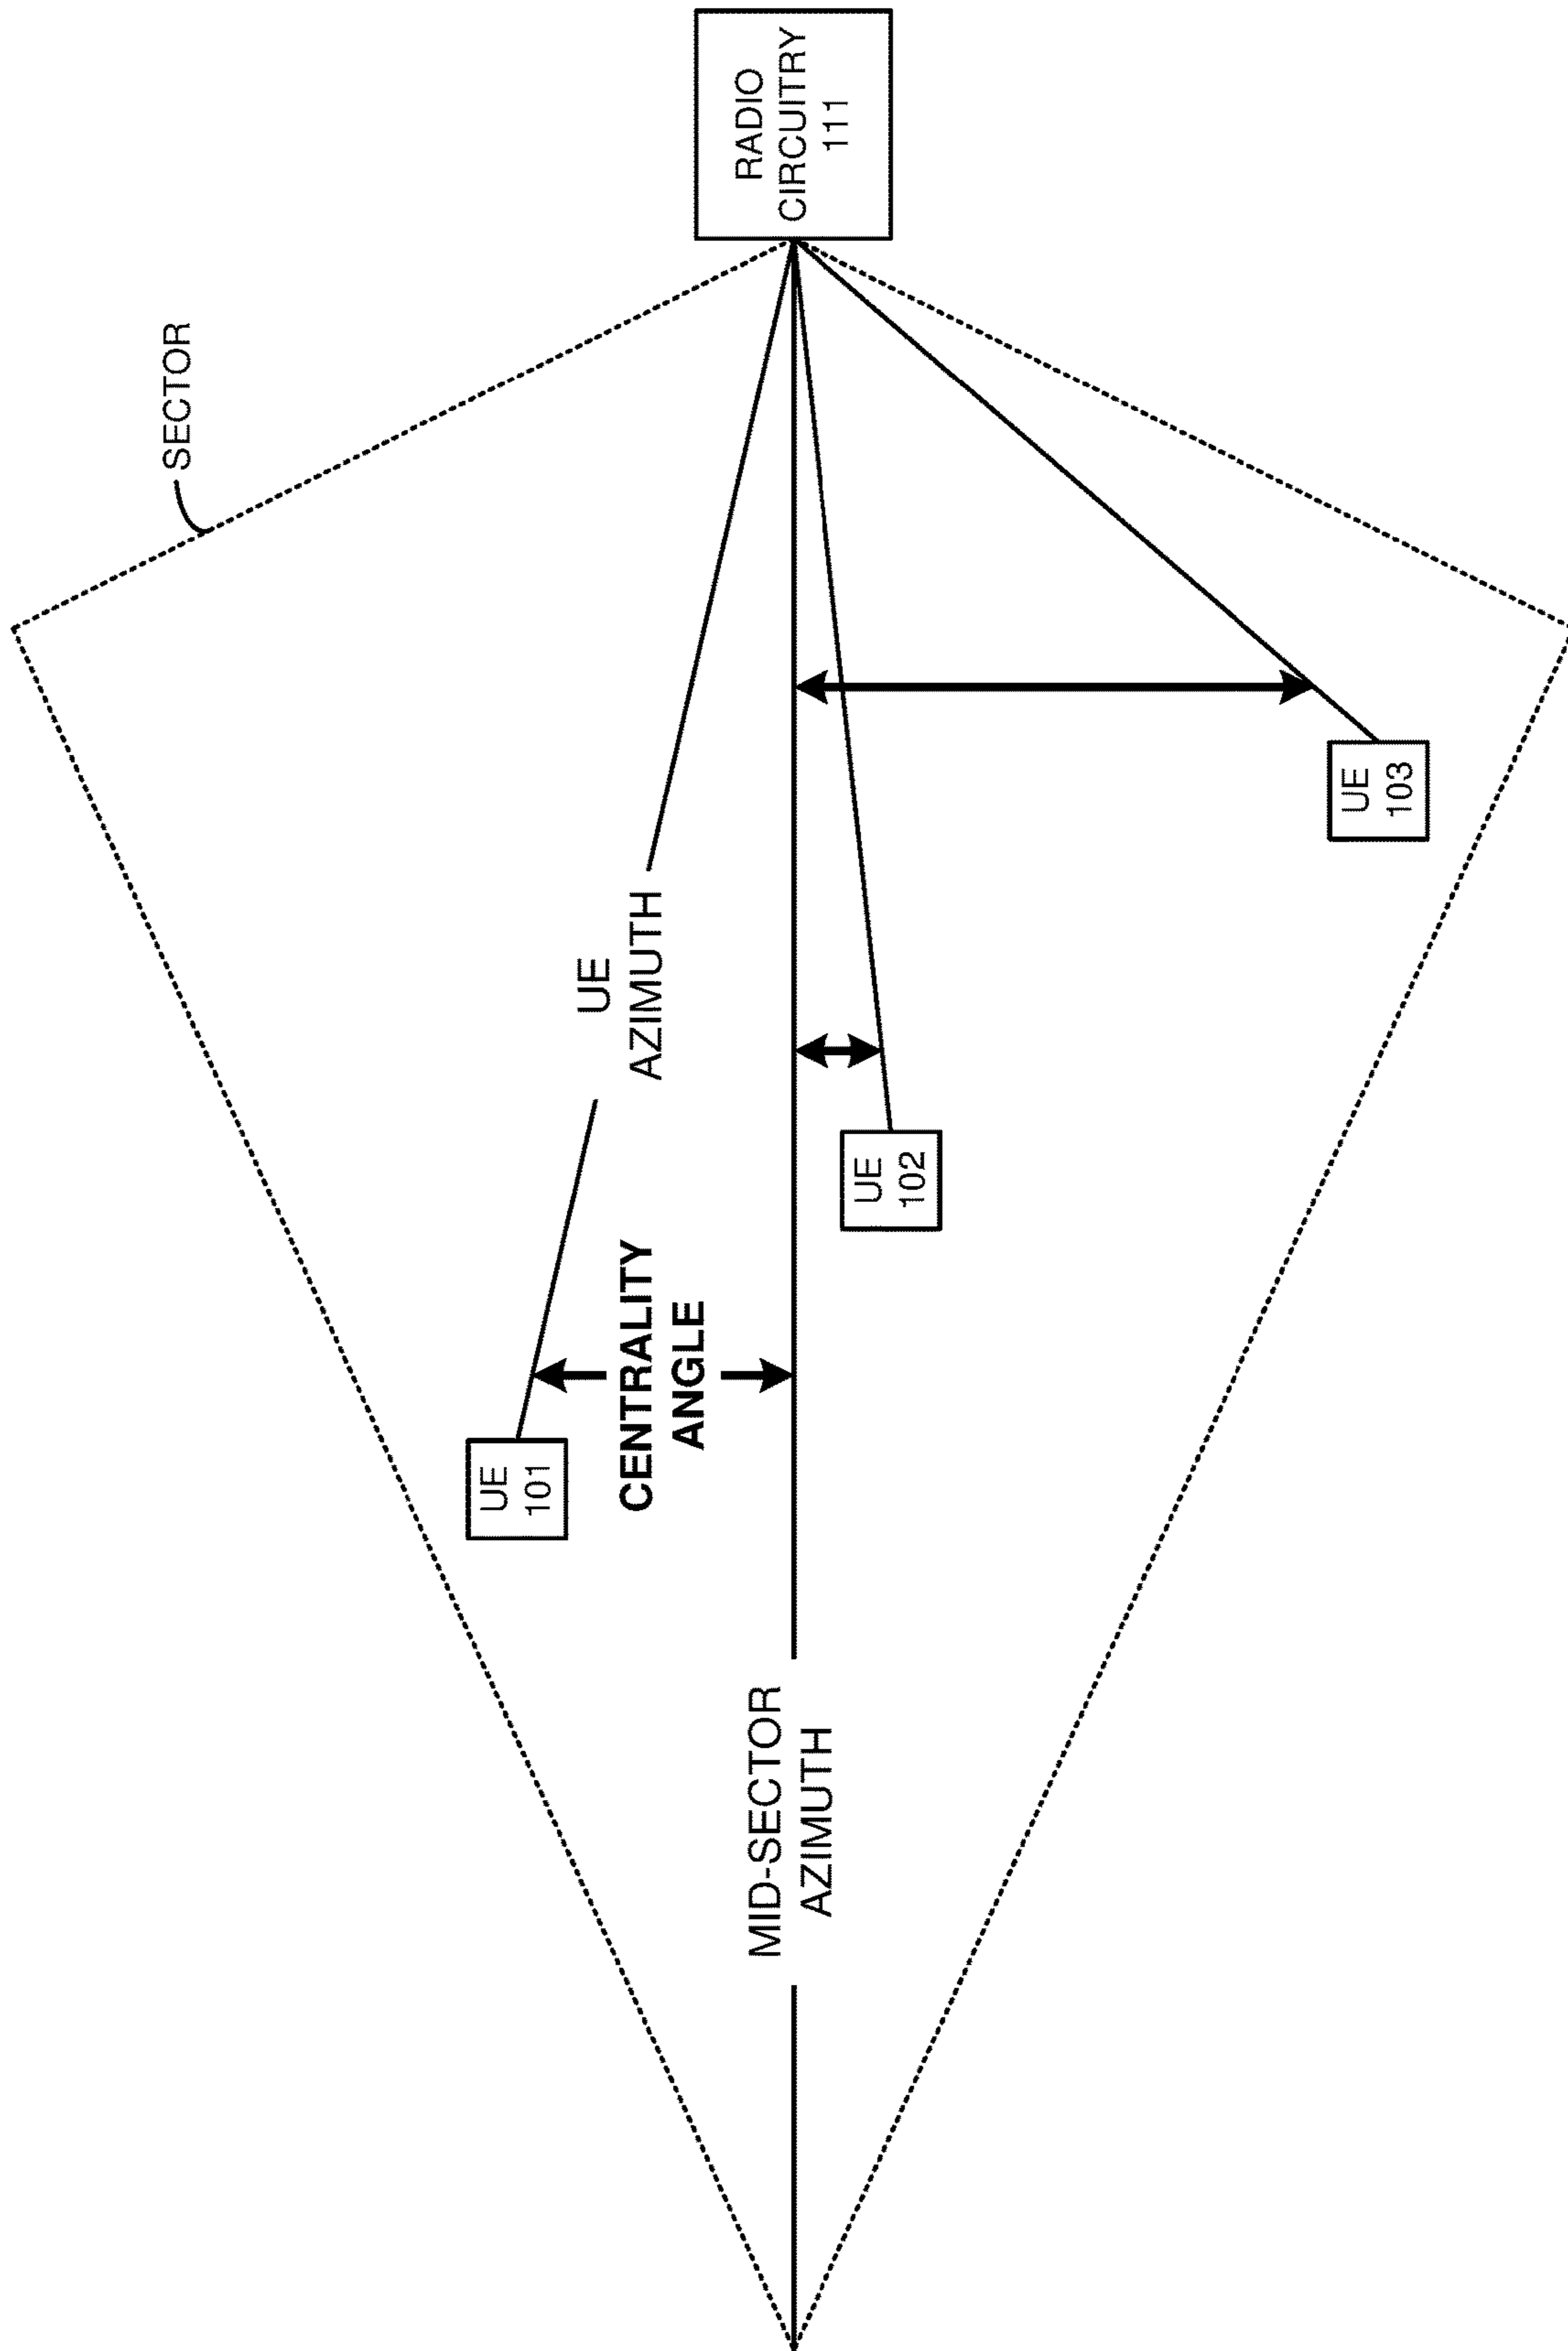 RADIO
CIRCUITRY
111
SECTOR
UE
AZIMUTH
UE
103
UE
102
CENTRALITY
ANGLE
UE
101
MID-SECTOR
AZIMUTH